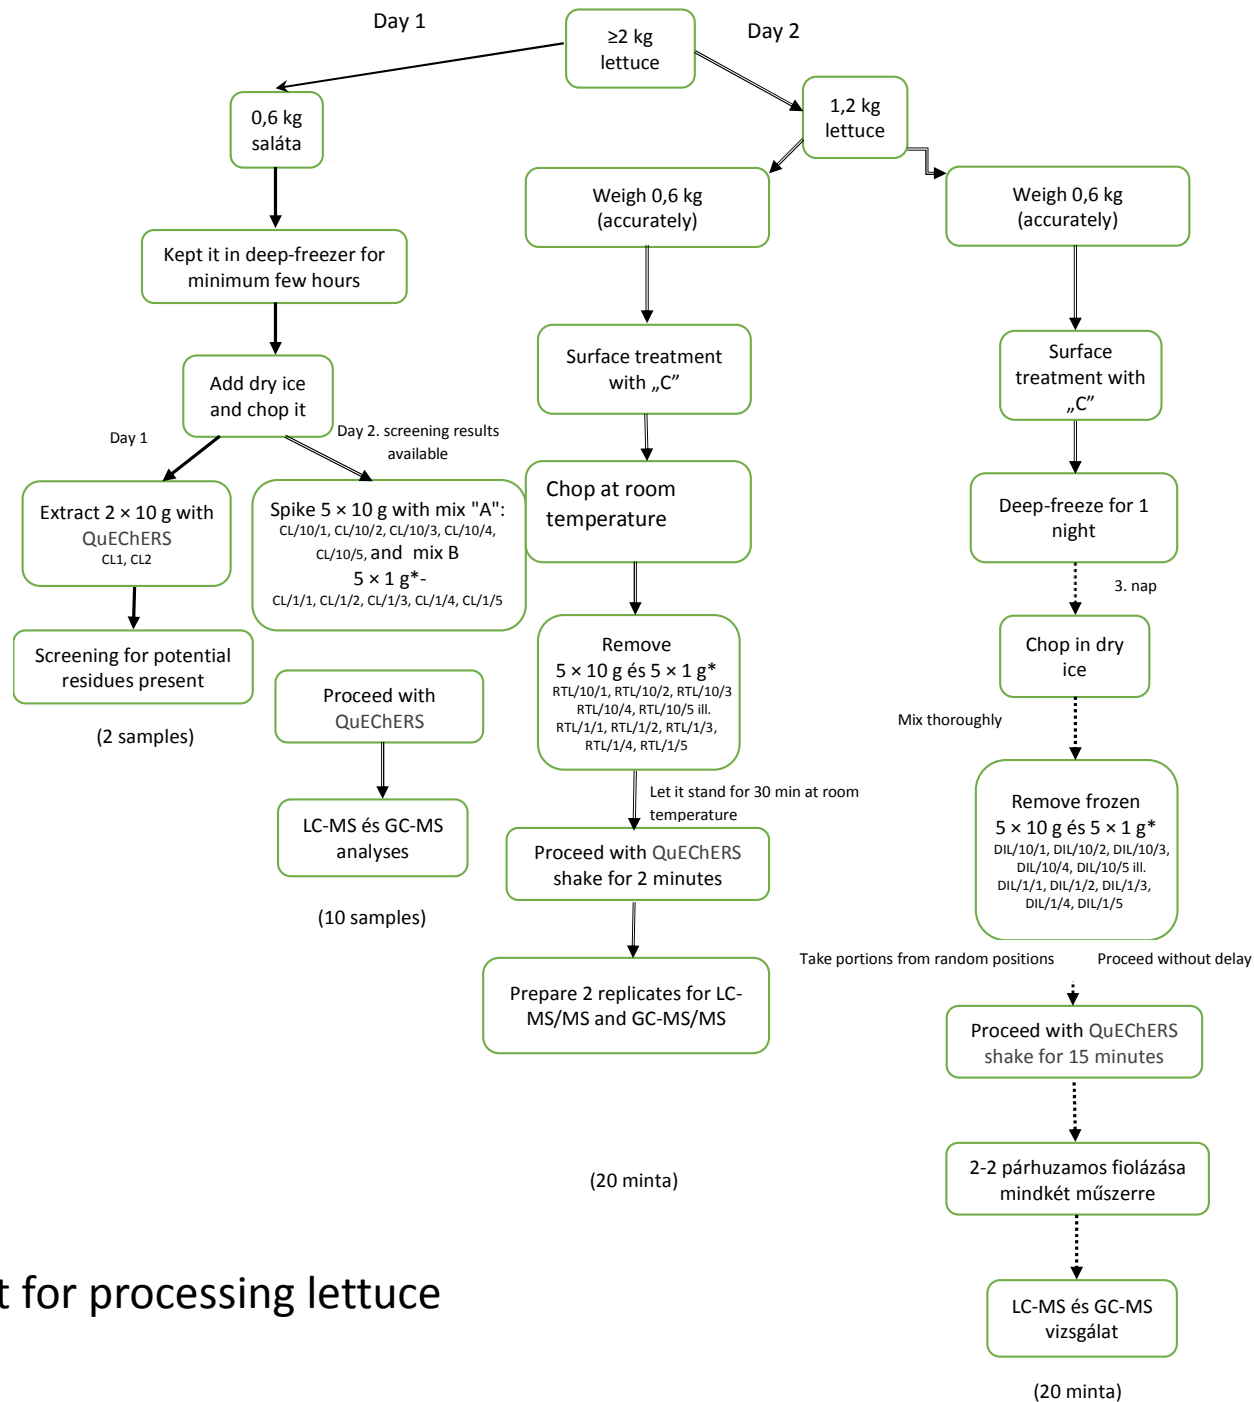 Day 1
≥2 kg
lettuce
Day 2
0,6 kg
saláta
1,2 kg
lettuce
Weigh 0,6 kg
(accurately)
Weigh 0,6 kg
(accurately)
Kept it in deep-freezer for
minimum few hours
Surface treatment
with „C”
Surface
treatment with
„C”
Add dry ice
and chop it
Day 1
Day 2. screening results
available
Extract 2 × 10 g with
QuEChERS
CL1, CL2
Spike 5 × 10 g with mix "A":
CL/10/1, CL/10/2, CL/10/3, CL/10/4,
CL/10/5, and  mix B
5 × 1 g*-
CL/1/1, CL/1/2, CL/1/3, CL/1/4, CL/1/5
Chop at room
temperature
Deep-freeze for 1
night
3. nap
Screening for potential
residues present
(2 samples)
Proceed with
QuEChERS
Remove
5 × 10 g és 5 × 1 g*
RTL/10/1, RTL/10/2, RTL/10/3
RTL/10/4, RTL/10/5 ill.
RTL/1/1, RTL/1/2, RTL/1/3,
RTL/1/4, RTL/1/5
Chop in dry
ice
Mix thoroughly
LC-MS és GC-MS
analyses
(10 samples)
Let it stand for 30 min at room
temperature
Proceed with QuEChERS
shake for 2 minutes
Remove frozen
5 × 10 g és 5 × 1 g*
DIL/10/1, DIL/10/2, DIL/10/3,
DIL/10/4, DIL/10/5 ill.
DIL/1/1, DIL/1/2, DIL/1/3,
DIL/1/4, DIL/1/5
Take portions from random positions
Proceed without delay
Prepare 2 replicates for LC-
MS/MS and GC-MS/MS
Proceed with QuEChERS
shake for 15 minutes
(20 minta)
2-2 párhuzamos fiolázása
mindkét műszerre
t for processing lettuce
LC-MS és GC-MS
vizsgálat
(20 minta)